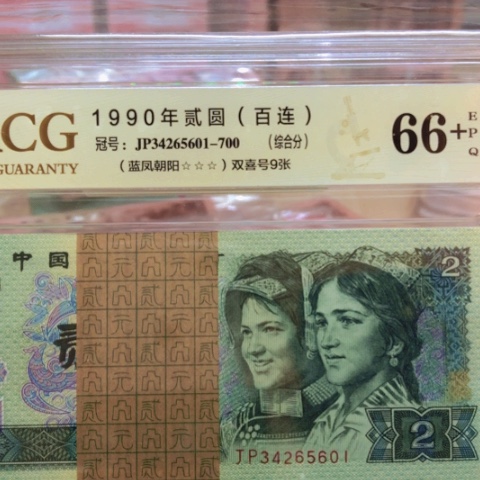 CG
GUARANTY
1990年贰圆（百连）
冠号：JP34265601-700 （综合分）
（蓝凤朝阳☆☆☆）双喜号9张
66+
E
P
Q
中国
2
贰
2
JP34265601